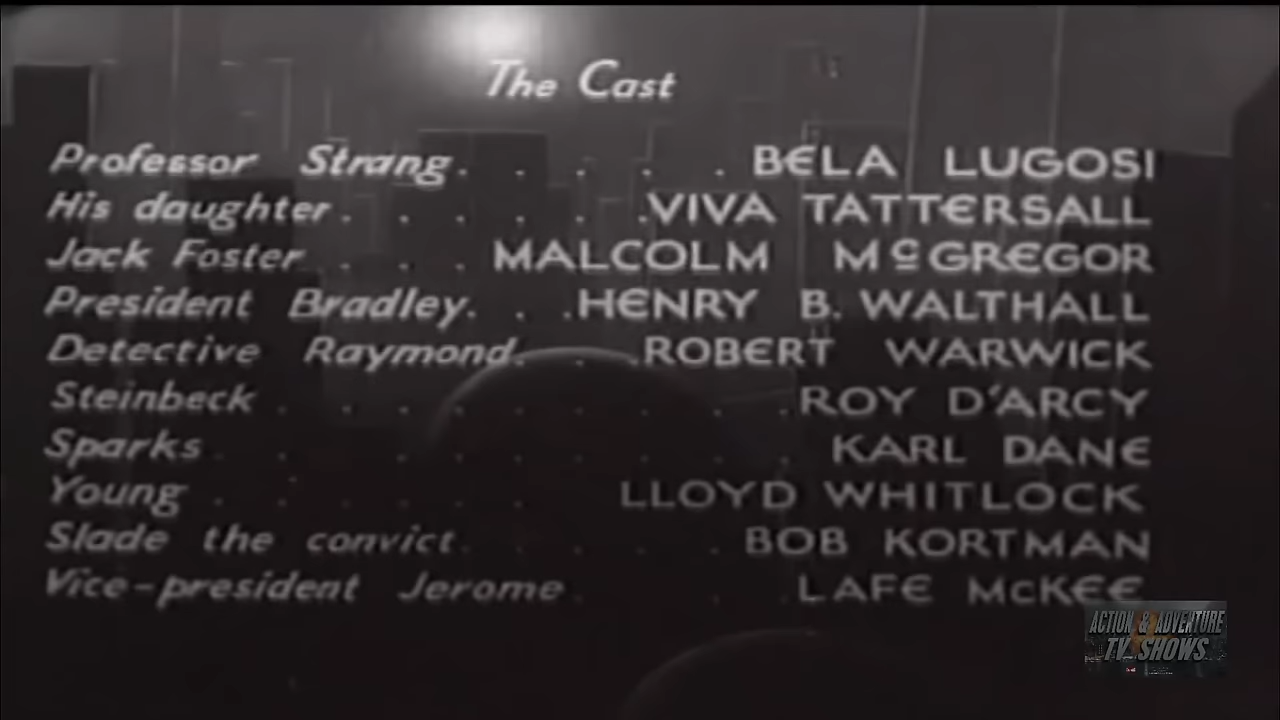 The Cast
Professor Strang. . . . . BELA LUGOSI
His daughter. . . . . .VIVA TATTERSALL
Jack Foster . . . MALCOLM McGREGOR
President Bradley. . .HENRY B. WALTHALL
Detective Raymond. . .ROBERT WARWICK
Steinbeck . . . . . . . . .ROY D'ARCY
Sparks . . . . . . . . KARL DANE
Young . . . . . . LLOYD WHITLOCK
Slade the convict. . . . . BOB KORTMAN
Vice-president Jerome. . . LAFE McKEE
ACTION & ADVENTURE
TV SHOWS